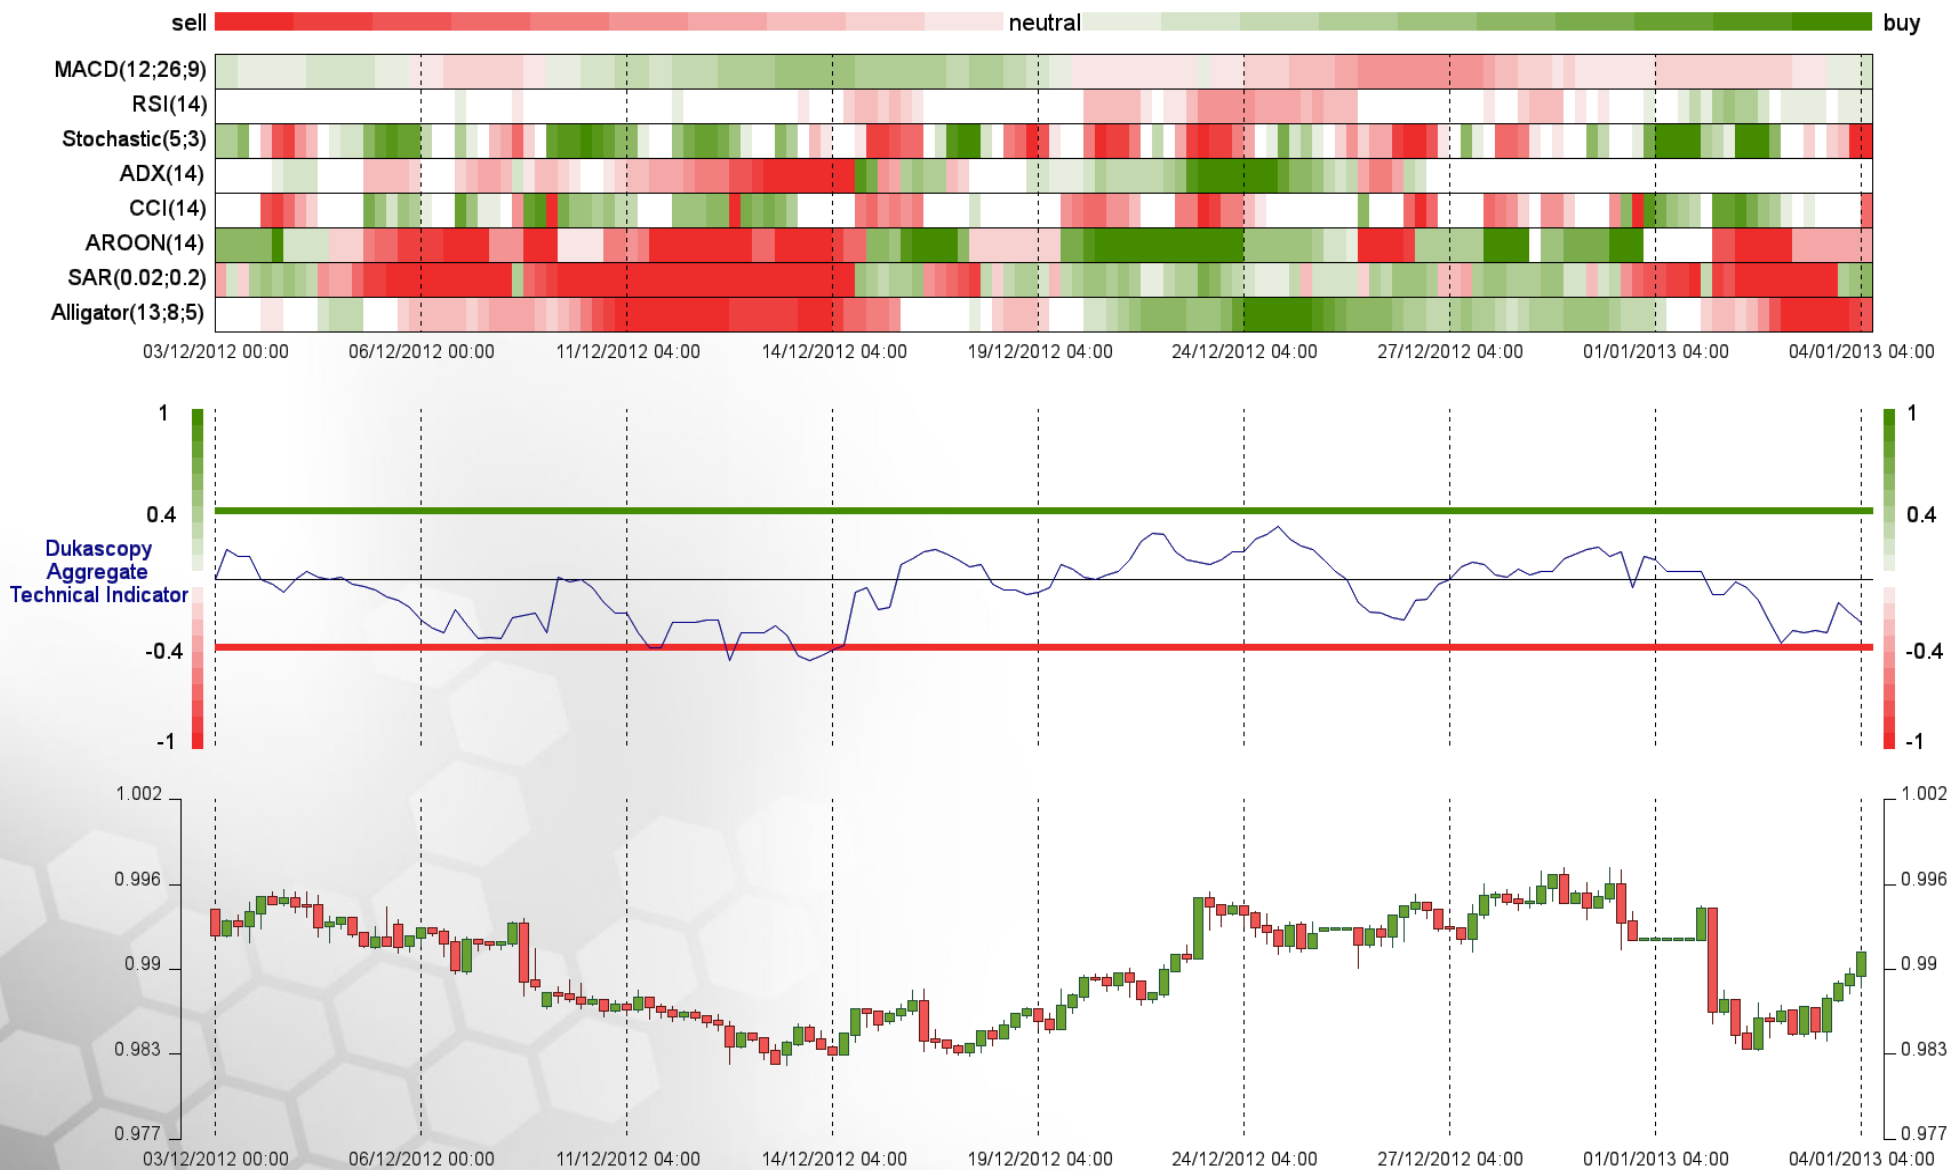 sell neutral buy
MACD(12;26;9)
RSI(14)
Stochastic(5;3)
ADX(14)
CCI(14)
AROON(14)
SAR(0.02;0.2)
Alligator(13;8;5)
03/12/2012 00:00 06/12/2012 00:00 11/12/2012 04:00 14/12/2012 04:00 19/12/2012 04:00 24/12/2012 04:00 27/12/2012 04:00 01/01/2013 04:00 04/01/2013 04:00
1 1
0.4 0.4
Dukascopy
Aggregate
Technical Indicator
-0.4 -0.4
-1 -1
1.002 1.002
0.996 0.996
0.99 0.99
0.983 0.983
0.977 0.977
03/12/2012 00:00 06/12/2012 00:00 11/12/2012 04:00 14/12/2012 04:00 19/12/2012 04:00 24/12/2012 04:00 27/12/2012 04:00 01/01/2013 04:00 04/01/2013 04:00